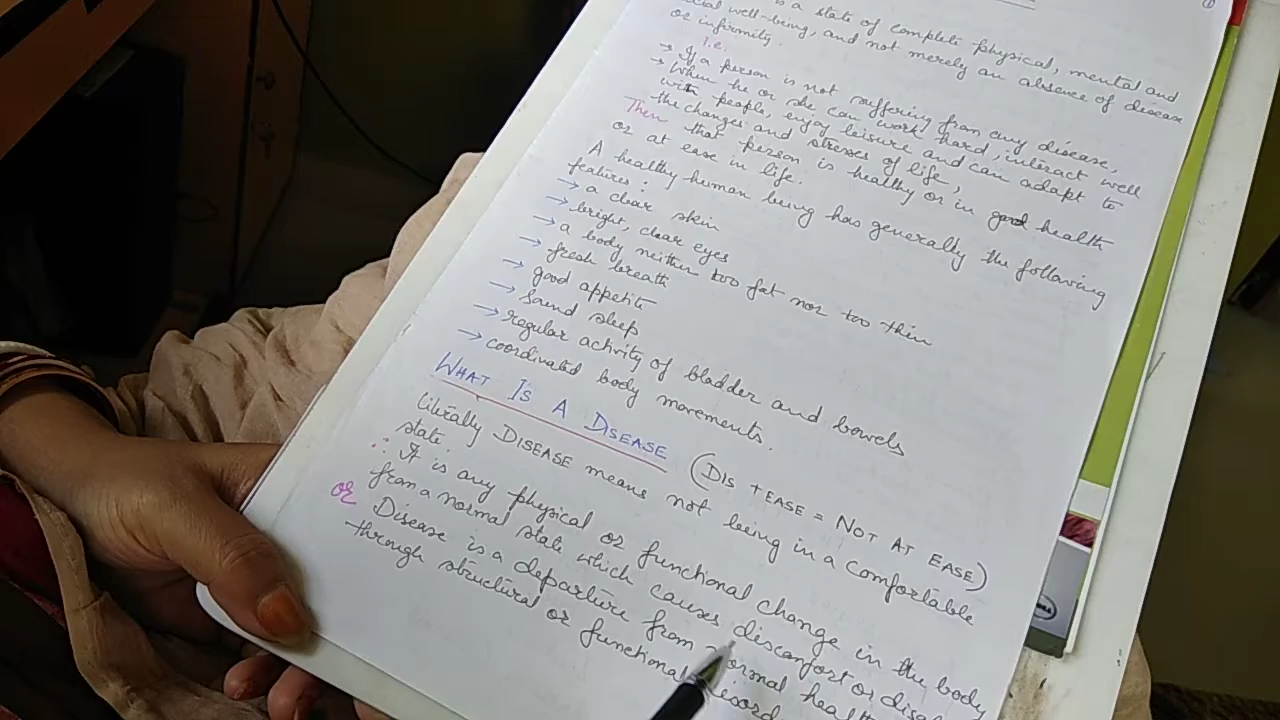 is a state of complete physical, mental and
social well-being, and not merely an absence of disease
or infirmity.
i.e.
→ If a person is not suffering from any disease,
→ When he or she can work hard, interact well
with people, enjoy leisure and can adapt to
the changes and stresses of life,
Then that person is healthy or in good health
or at ease in life.
A healthy human being has generally the following
features:
→ a clear skin
→ bright, clear eyes
→ a body neither too fat nor too thin
→ fresh breath
→ good appetite
→ sound sleep
→ regular activity of bladder and bowels
→ coordinated body movements.
WHAT IS A DISEASE (DIS + EASE = NOT AT EASE)
Literally DISEASE means not being in a comfortable
state.
∴ It is any physical or functional change in the body
from a normal state which causes discomfort or
or Disease is a departure from normal
through structural or functional
DELL